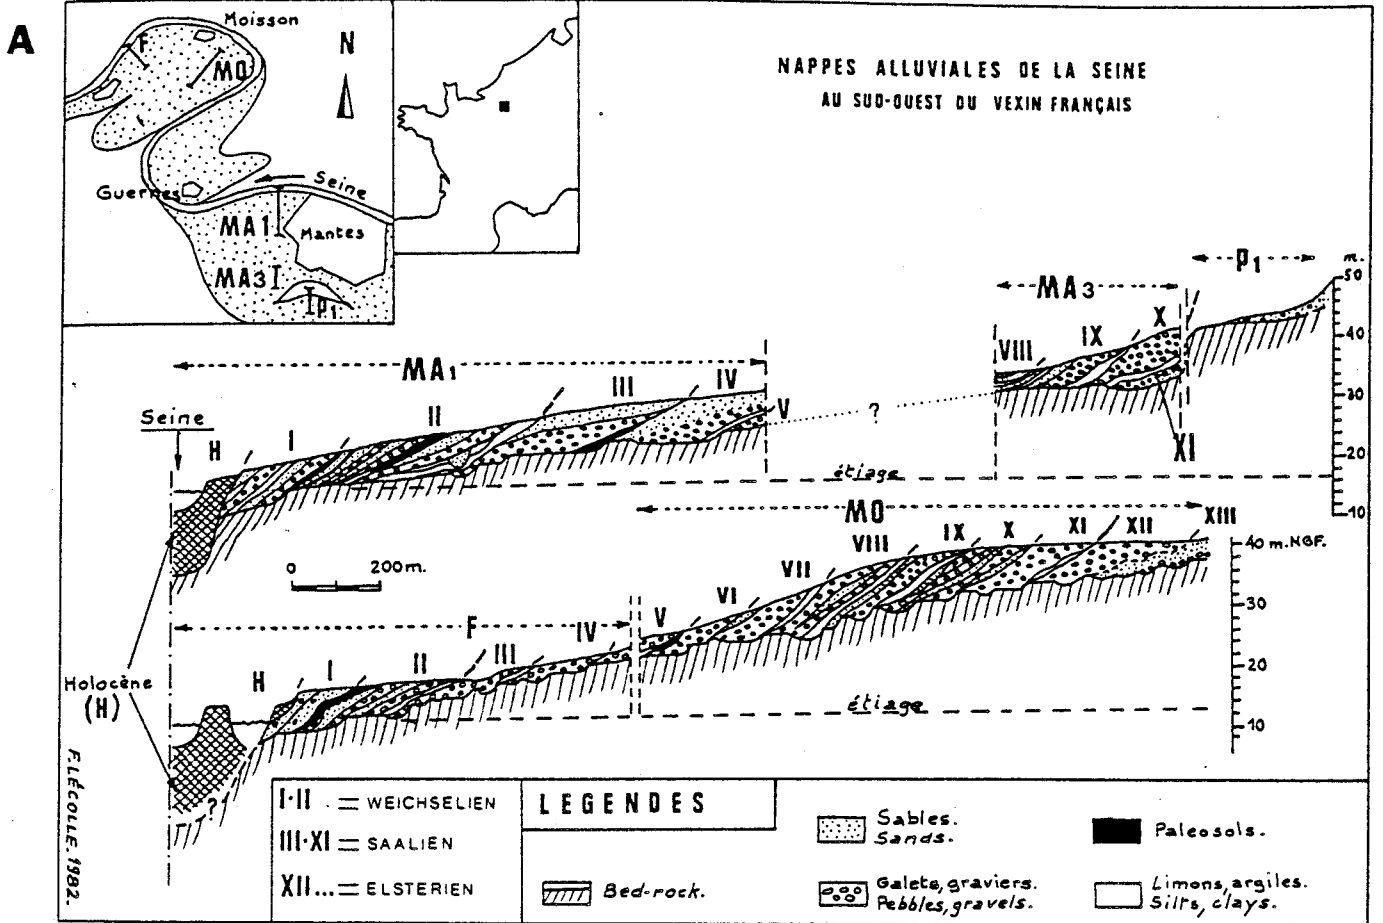 A
Moisson
F
MO
N
Guernes
Seine
MA1
Mantes
MA3
P1
NAPPES ALLUVIALES DE LA SEINE
AU SUD-OUEST DU VEXIN FRANÇAIS
MA1
MA3
P1
m.
50
40
30
20
10
Seine
H
I
II
III
IV
V
?
VIII
IX
X
XI
étiage
0 200m.
MO
V
VI
VII
VIII
IX
X
XI
XII
XIII
40 m. NGF.
30
20
10
étiage
F
H
I
II
III
IV
Holocène
(H)
?
F. LÉCOLLE. 1982.
I-II = WEICHSELIEN
III-XI = SAALIEN
XII... = ELSTERIEN
LEGENDES
Bed-rock.
Sables.
Sands.
Galets, graviers.
Pebbles, gravels.
Paleosols.
Limons, argiles.
Silts, clays.